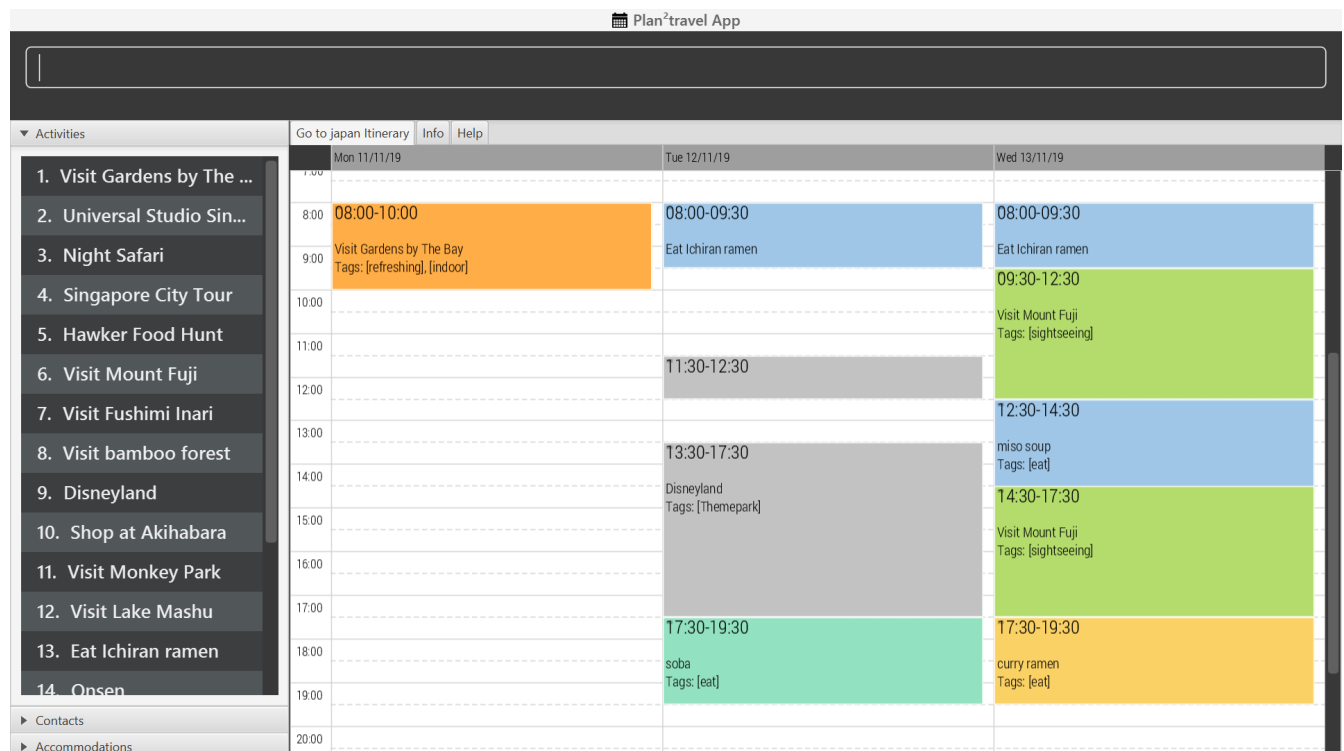 Plan²travel App
Activities
1. Visit Gardens by The ...
2. Universal Studio Sin...
3. Night Safari
4. Singapore City Tour
5. Hawker Food Hunt
6. Visit Mount Fuji
7. Visit Fushimi Inari
8. Visit bamboo forest
9. Disneyland
10. Shop at Akihabara
11. Visit Monkey Park
12. Visit Lake Mashu
13. Eat Ichiran ramen
14. Onsen
Contacts
Accommodations
Go to japan Itinerary Info Help
Mon 11/11/19 Tue 12/11/19 Wed 13/11/19
7:00
8:00
9:00
10:00
11:00
12:00
13:00
14:00
15:00
16:00
17:00
18:00
19:00
20:00
08:00-10:00
Visit Gardens by The Bay
Tags: [refreshing], [indoor]
08:00-09:30
Eat Ichiran ramen
11:30-12:30
13:30-17:30
Disneyland
Tags: [Themepark]
17:30-19:30
soba
Tags: [eat]
08:00-09:30
Eat Ichiran ramen
09:30-12:30
Visit Mount Fuji
Tags: [sightseeing]
12:30-14:30
miso soup
Tags: [eat]
14:30-17:30
Visit Mount Fuji
Tags: [sightseeing]
17:30-19:30
curry ramen
Tags: [eat]